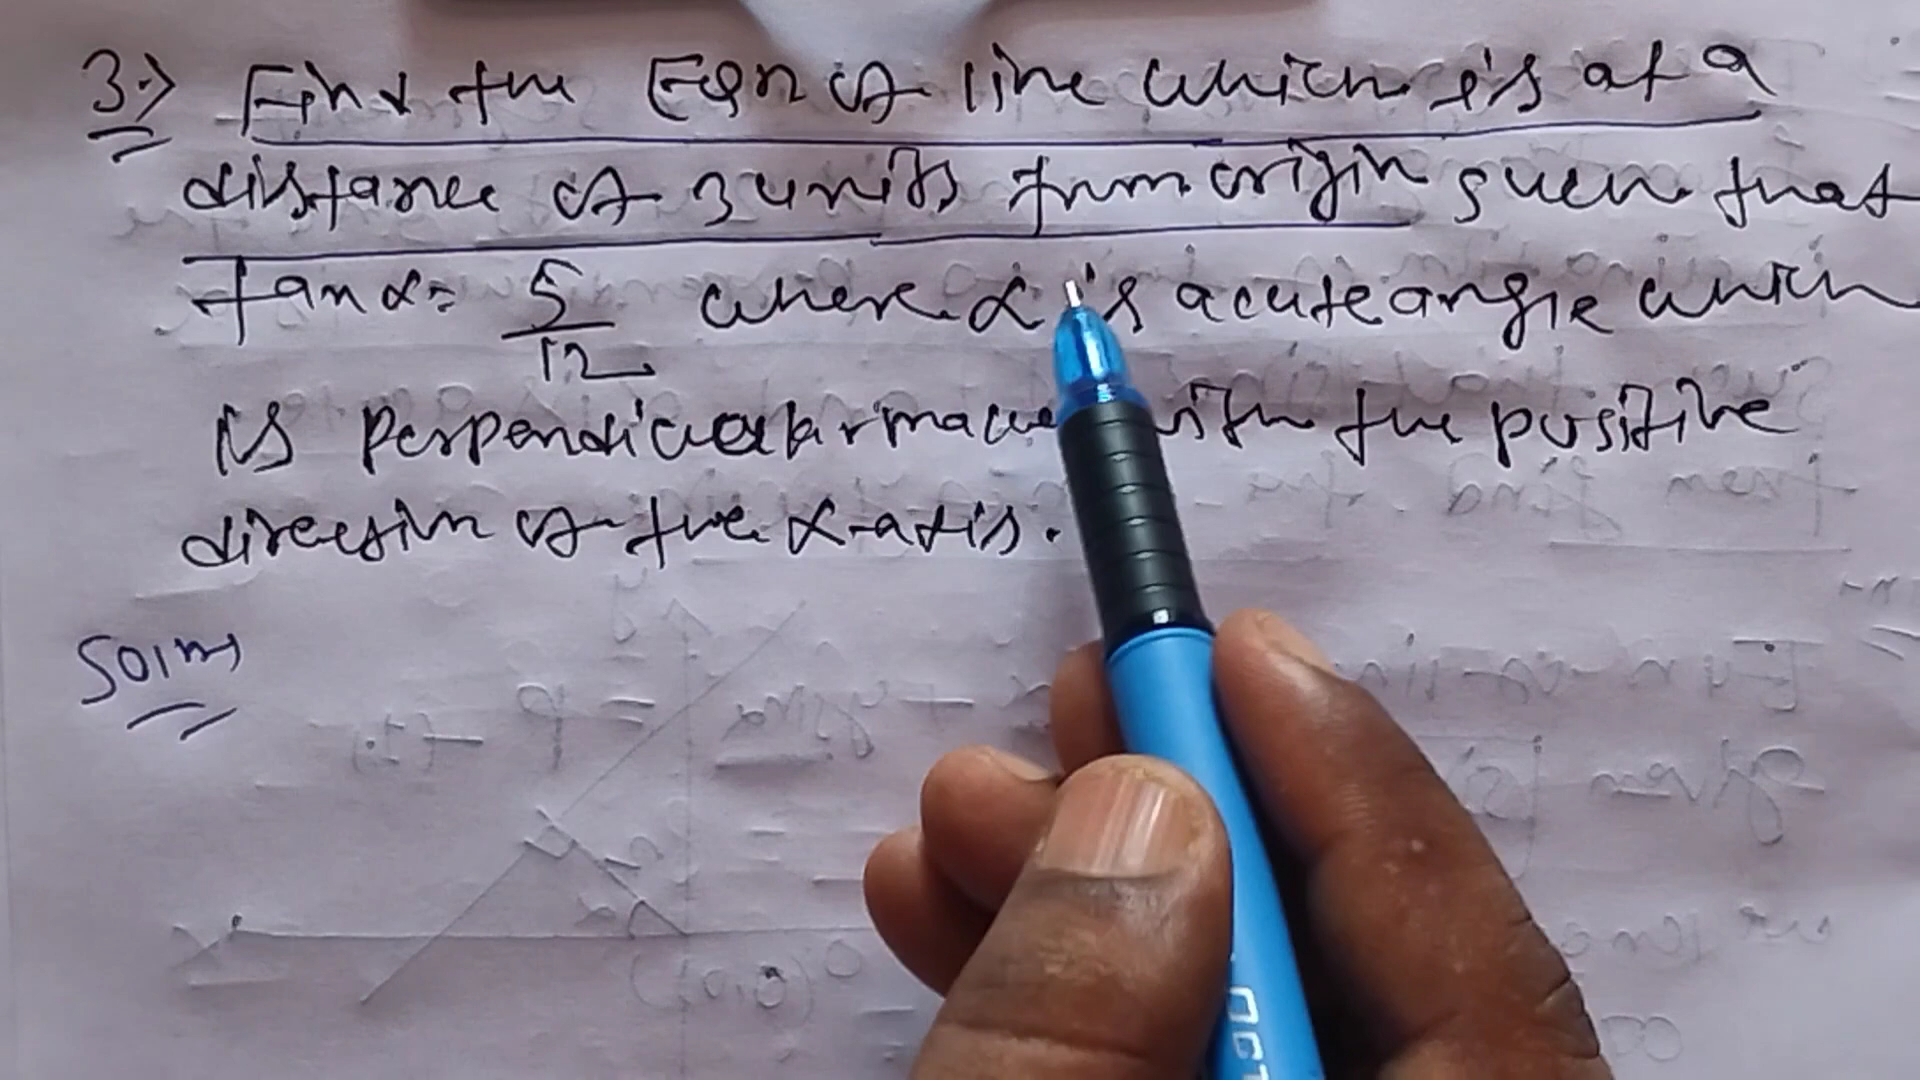 3.) Find the Eqn of line which is at a
distance of 3 units from origin such that
tan α = 5/12 where α is acute angle which
is perpendicular made with the positive
direction of the x-axis.
Soln